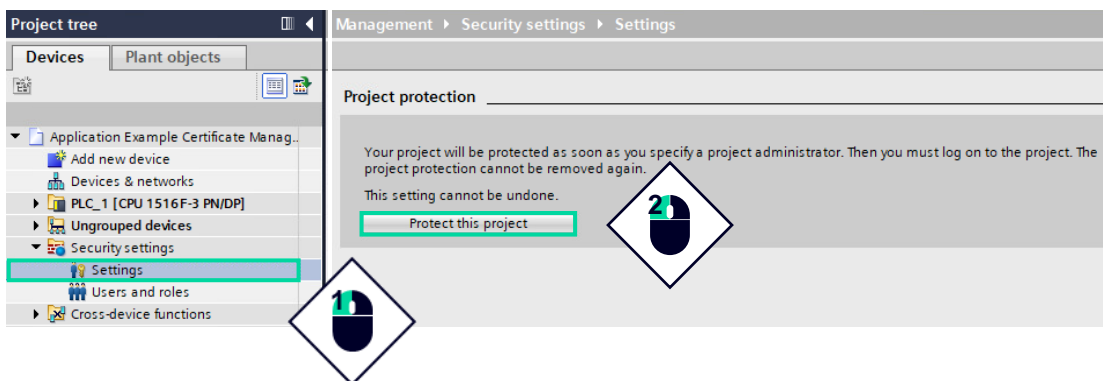 Project tree
Management ▸ Security settings ▸ Settings
Devices
Plant objects
Project protection
Application Example Certificate Manag..
Add new device
Devices & networks
PLC_1 [CPU 1516F-3 PN/DP]
Ungrouped devices
Security settings
Settings
Users and roles
Cross-device functions
Your project will be protected as soon as you specify a project administrator. Then you must log on to the project. The
project protection cannot be removed again.
This setting cannot be undone.
Protect this project
1
2